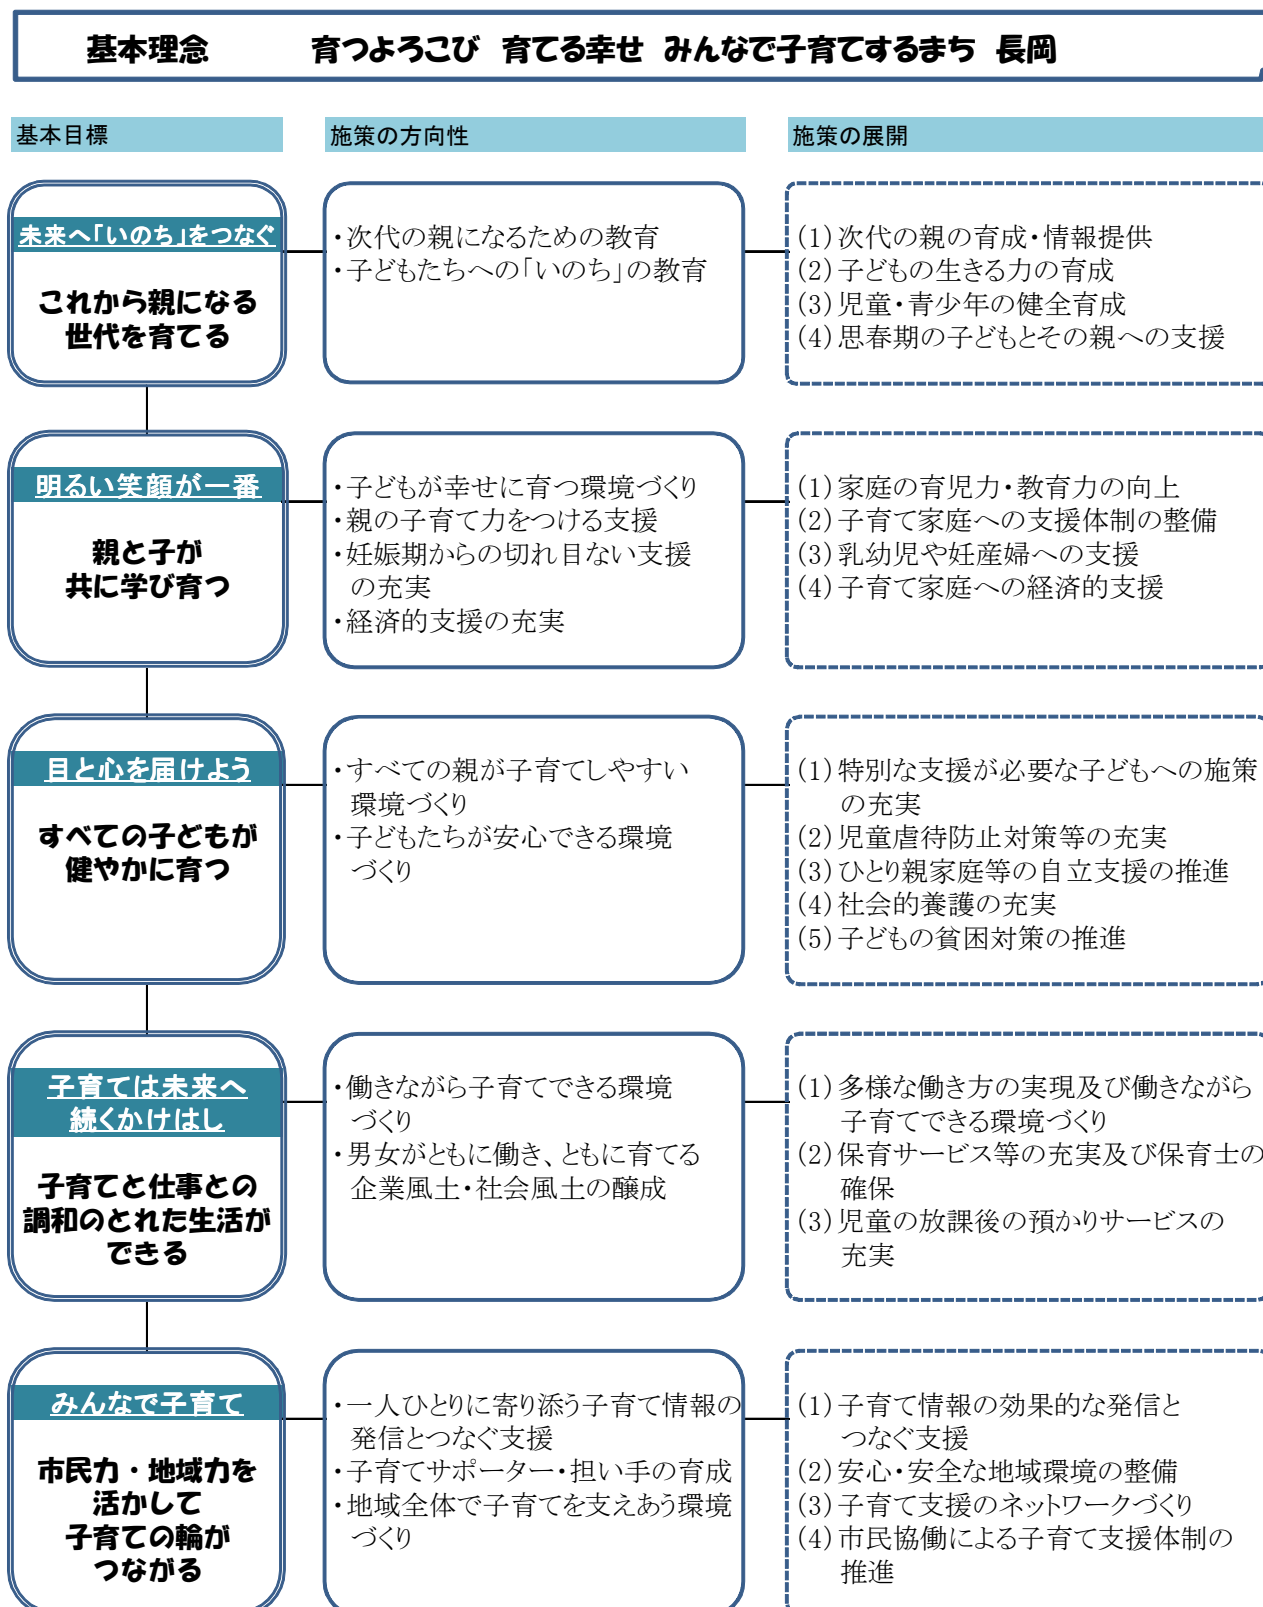 基本理念　育つよろこび 育てる幸せ みんなで子育てするまち 長岡
基本目標
施策の方向性
施策の展開
未来へ「いのち」をつなぐ
これから親になる
世代を育てる
・次代の親になるための教育
・子どもたちへの「いのち」の教育
(1)次代の親の育成・情報提供
(2)子どもの生きる力の育成
(3)児童・青少年の健全育成
(4)思春期の子どもとその親への支援
明るい笑顔が一番
親と子が
共に学び育つ
・子どもが幸せに育つ環境づくり
・親の子育て力をつける支援
・妊娠期からの切れ目ない支援
の充実
・経済的支援の充実
(1)家庭の育児力・教育力の向上
(2)子育て家庭への支援体制の整備
(3)乳幼児や妊産婦への支援
(4)子育て家庭への経済的支援
目と心を届けよう
すべての子どもが
健やかに育つ
・すべての親が子育てしやすい
環境づくり
・子どもたちが安心できる環境
づくり
(1)特別な支援が必要な子どもへの施策
の充実
(2)児童虐待防止対策等の充実
(3)ひとり親家庭等の自立支援の推進
(4)社会的養護の充実
(5)子どもの貧困対策の推進
子育ては未来へ
続くかけはし
子育てと仕事との
調和のとれた生活が
できる
・働きながら子育てできる環境
づくり
・男女がともに働き、ともに育てる
企業風土・社会風土の醸成
(1)多様な働き方の実現及び働きながら
子育てできる環境づくり
(2)保育サービス等の充実及び保育士の
確保
(3)児童の放課後の預かりサービスの
充実
みんなで子育て
市民力・地域力を
活かして
子育ての輪が
つながる
・一人ひとりに寄り添う子育て情報の
発信とつなぐ支援
・子育てサポーター・担い手の育成
・地域全体で子育てを支えあう環境
づくり
(1)子育て情報の効果的な発信と
つなぐ支援
(2)安心・安全な地域環境の整備
(3)子育て支援のネットワークづくり
(4)市民協働による子育て支援体制の
推進